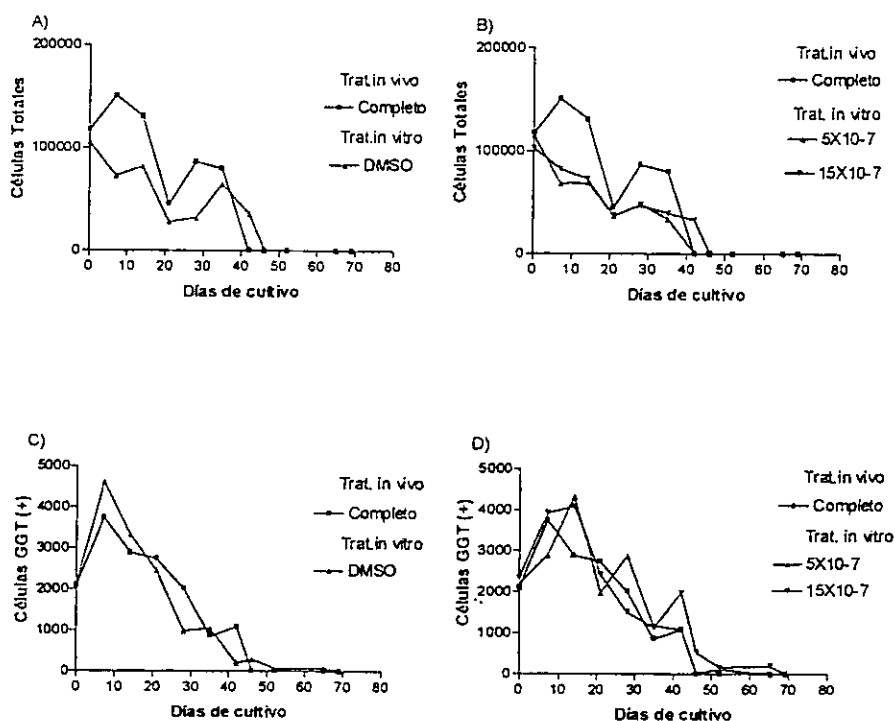 A)
200000
100000
0
Células Totales
0 10 20 30 40 50 60 70 80
Días de cultivo
Trat.in vivo
Completo
Trat.in vitro
DMSO
B)
200000
100000
0
Células Totales
0 10 20 30 40 50 60 70 80
Días de cultivo
Trat.in vivo
Completo
Trat. in vitro
5X10-7
15X10-7
C)
5000
4000
3000
2000
1000
0
Células GGT (+)
0 10 20 30 40 50 60 70 80
Días de cultivo
Trat. in vivo
Completo
Trat.in vitro
DMSO
D)
5000
4000
3000
2000
1000
0
Células GGT (+)
0 10 20 30 40 50 60 70 80
Días de cultivo
Trat.in vivo
Completo
Trat. in vitro
5X10-7
15X10-7